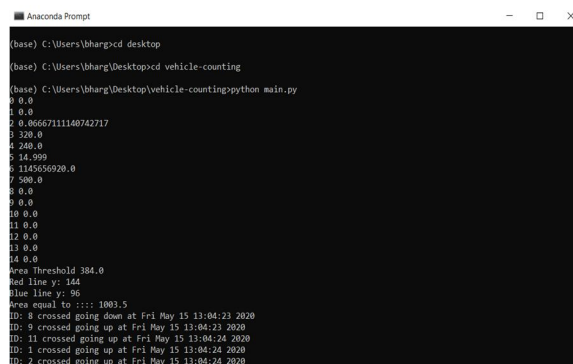 Anaconda Prompt
(base) C:\Users\bharg>cd desktop
(base) C:\Users\bharg\Desktop>cd vehicle-counting
(base) C:\Users\bharg\Desktop\vehicle-counting>python main.py
0 0.0
1 0.0
2 0.06667111140742717
3 320.0
4 240.0
5 14.999
6 1145656920.0
7 500.0
8 0.0
9 0.0
10 0.0
11 0.0
12 0.0
13 0.0
14 0.0
Area Threshold 384.0
Red line y: 144
Blue line y: 96
Area equal to :::: 1003.5
ID: 8 crossed going down at Fri May 15 13:04:23 2020
ID: 9 crossed going up at Fri May 15 13:04:23 2020
ID: 11 crossed going up at Fri May 15 13:04:24 2020
ID: 1 crossed going up at Fri May 15 13:04:24 2020
ID: 2 crossed going up at Fri May 15 13:04:24 2020